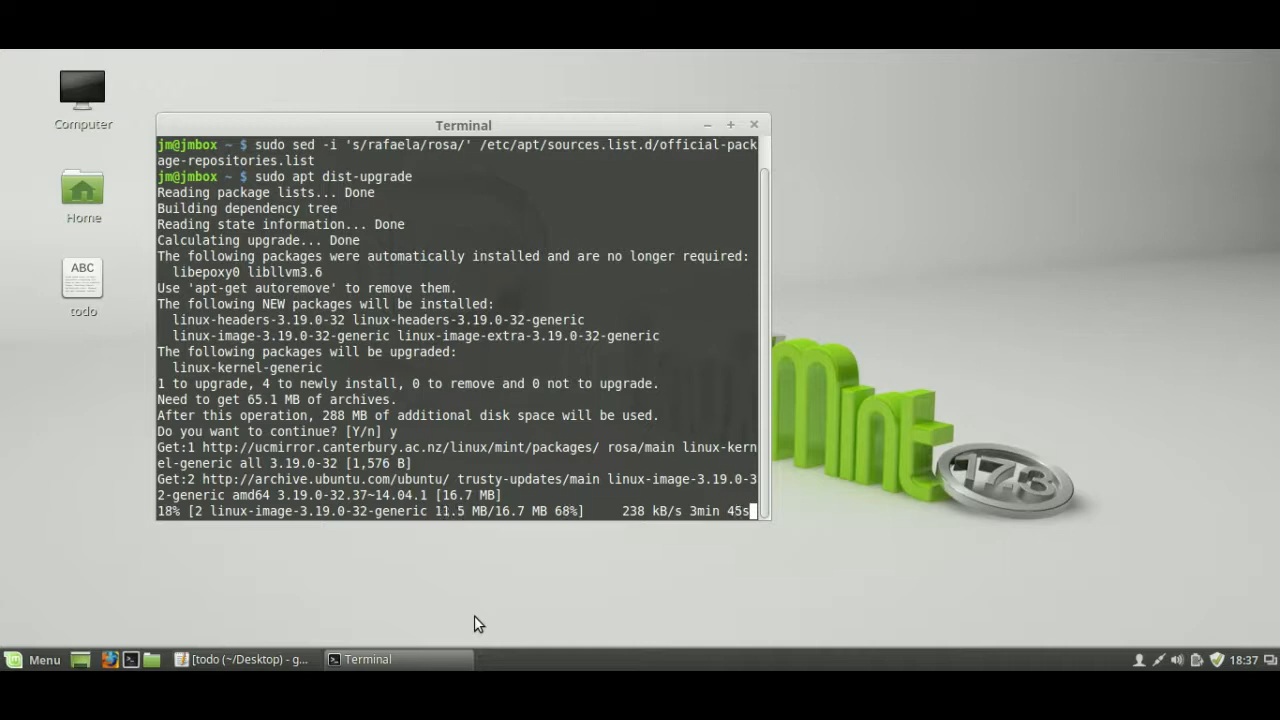 Computer
Home
ABC
todo
Terminal
jm@jmbox ~ $ sudo sed -i 's/rafaela/rosa/' /etc/apt/sources.list.d/official-pack
age-repositories.list
jm@jmbox ~ $ sudo apt dist-upgrade
Reading package lists... Done
Building dependency tree
Reading state information... Done
Calculating upgrade... Done
The following packages were automatically installed and are no longer required:
  libepoxy0 libllvm3.6
Use 'apt-get autoremove' to remove them.
The following NEW packages will be installed:
  linux-headers-3.19.0-32 linux-headers-3.19.0-32-generic
  linux-image-3.19.0-32-generic linux-image-extra-3.19.0-32-generic
The following packages will be upgraded:
  linux-kernel-generic
1 to upgrade, 4 to newly install, 0 to remove and 0 not to upgrade.
Need to get 65.1 MB of archives.
After this operation, 288 MB of additional disk space will be used.
Do you want to continue? [Y/n] y
Get:1 http://ucmirror.canterbury.ac.nz/linux/mint/packages/ rosa/main linux-kern
el-generic all 3.19.0-32 [1,576 B]
Get:2 http://archive.ubuntu.com/ubuntu/ trusty-updates/main linux-image-3.19.0-3
2-generic amd64 3.19.0-32.37~14.04.1 [16.7 MB]
18% [2 linux-image-3.19.0-32-generic 11.5 MB/16.7 MB 68%]     238 kB/s 3min 45s
Mint
17.3
Menu
[todo (~/Desktop) - g...
Terminal
18:37